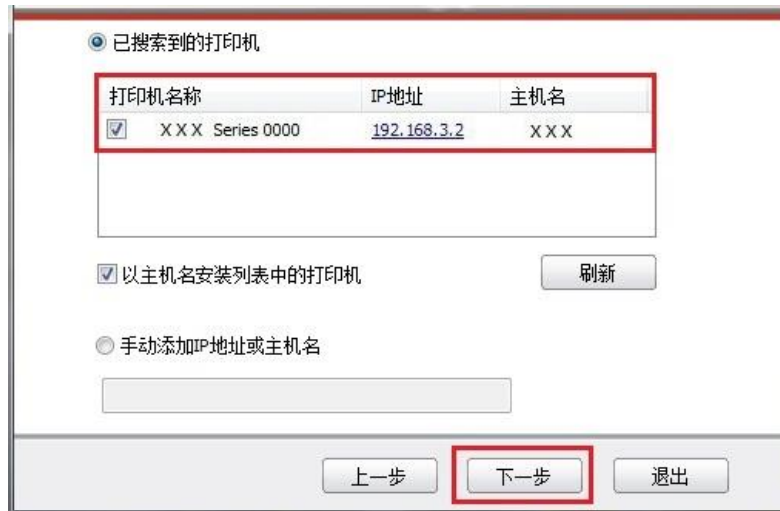 已搜索到的打印机
打印机名称 IP地址 主机名
XXX Series 0000 192.168.3.2 XXX
以主机名安装列表中的打印机 刷新
手动添加IP地址或主机名
上一步 下一步 退出